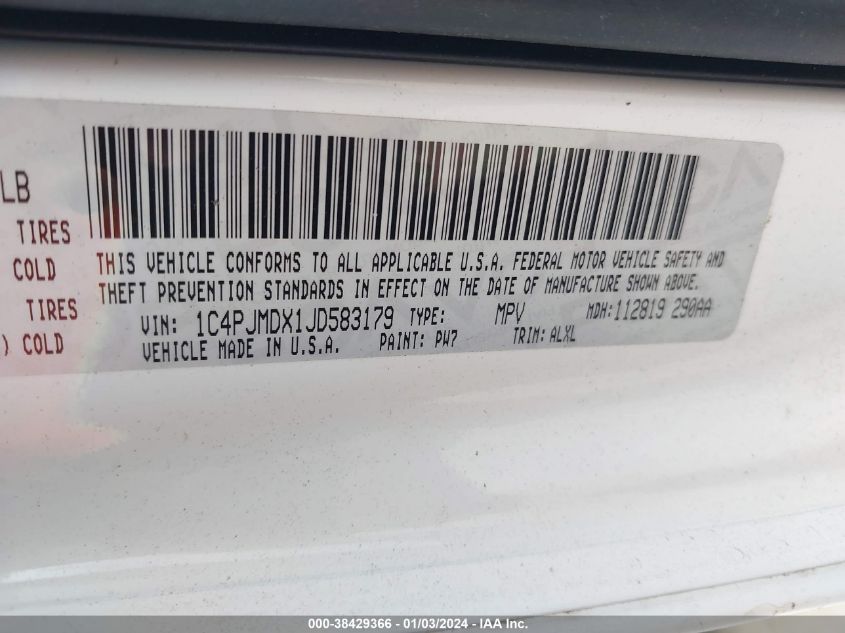 LB
TIRES
COLD
TIRES
) COLD
THIS VEHICLE CONFORMS TO ALL APPLICABLE U.S.A. FEDERAL MOTOR VEHICLE SAFETY AND
THEFT PREVENTION STANDARDS IN EFFECT ON THE DATE OF MANUFACTURE SHOWN ABOVE.
VIN: 1C4PJMDX1JD583179 TYPE: MPV MDH:112819 290AA
VEHICLE MADE IN U.S.A. PAINT: PW7 TRIM: ALXL
000-38429366 - 01/03/2024 - IAA Inc.